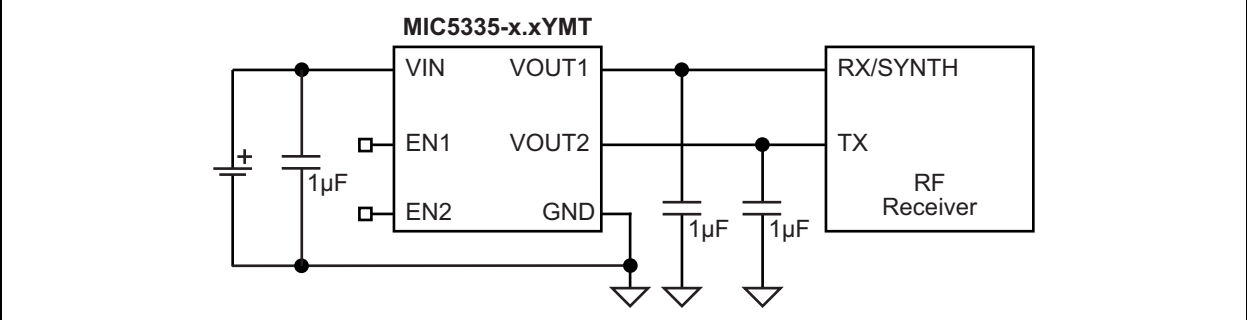 MIC5335-x.xYMT
VIN VOUT1
RX/SYNTH
EN1 VOUT2
TX
+
1µF
RF
Receiver
EN2 GND
1µF
1µF